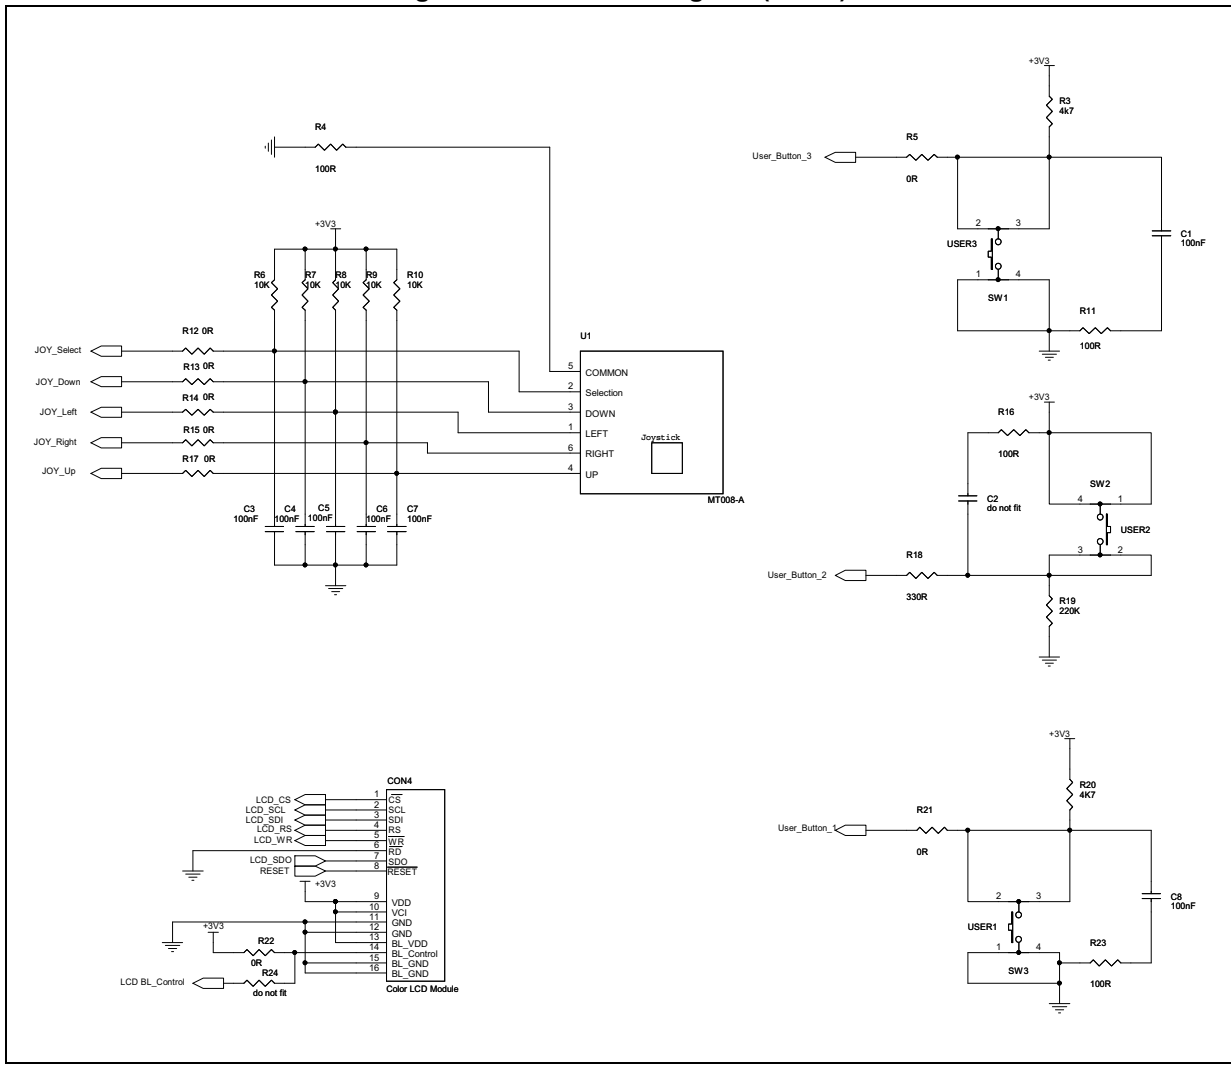 +3V3
R3
4k7
R4
R5
User_Button_3
100R
0R
+3V3
2 3
C1
100nF
USER3
R6 R7 R8 R9 R10
10K 10K 10K 10K 10K
1 4
SW1
R11
R12 0R
U1
100R
JOY_Select
5 COMMON
R13 0R
JOY_Down
2 Selection
R14 0R
JOY_Left
3 DOWN
1 LEFT
R15 0R
JOY_Right
Joystick
6 RIGHT
R17 0R
JOY_Up
4 UP
MT008-A
C3 C4 C5 C6 C7
100nF 100nF 100nF 100nF 100nF
+3V3
R16
100R
SW2
4 1
C2
do not fit
USER2
3 2
R18
User_Button_2
330R
R19
220K
+3V3
R20
4K7
R21
User_Button_1
0R
2 3
C8
100nF
USER1
1 4
R23
SW3
100R
CON4
LCD_CS 1 CS
LCD_SCL 2 SCL
LCD_SDI 3 SDI
LCD_RS 4 RS
LCD_WR 5 WR
6 RD
LCD_SDO 7 SDO
RESET 8 RESET
+3V3
9 VDD
10 VCI
11 GND
12 GND
+3V3
13 BL_VDD
R22
14 BL_Control
0R
15 BL_GND
R24
16 BL_GND
LCD BL_Control
do not fit
Color LCD Module